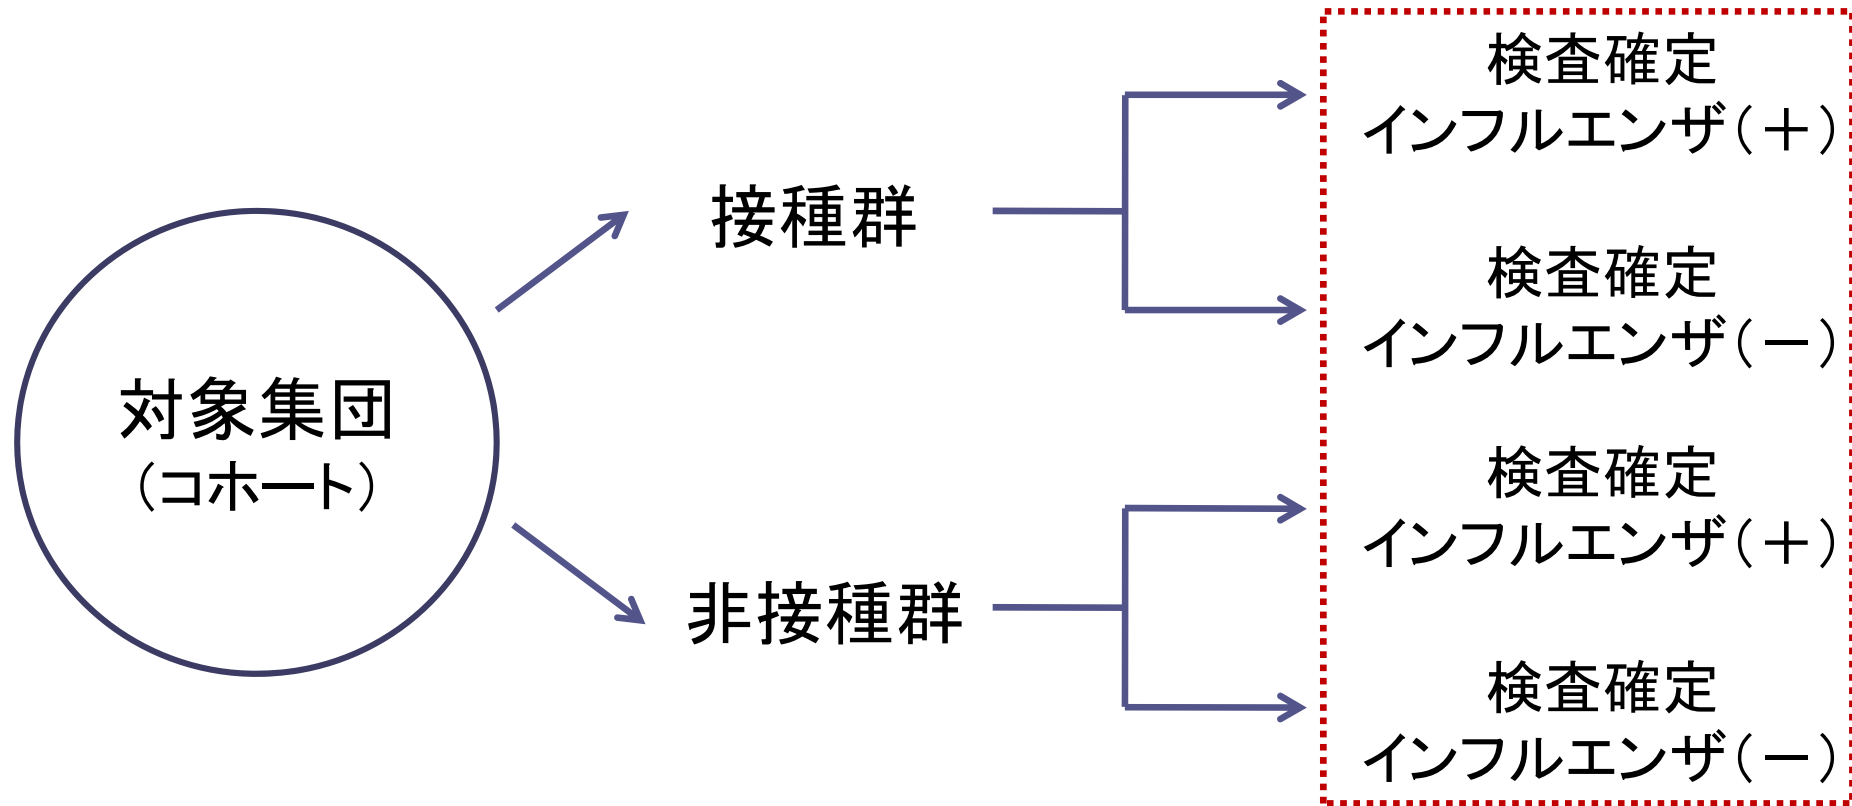 対象集団
（コホート）
接種群
非接種群
検査確定
インフルエンザ（＋）
検査確定
インフルエンザ（－）
検査確定
インフルエンザ（＋）
検査確定
インフルエンザ（－）